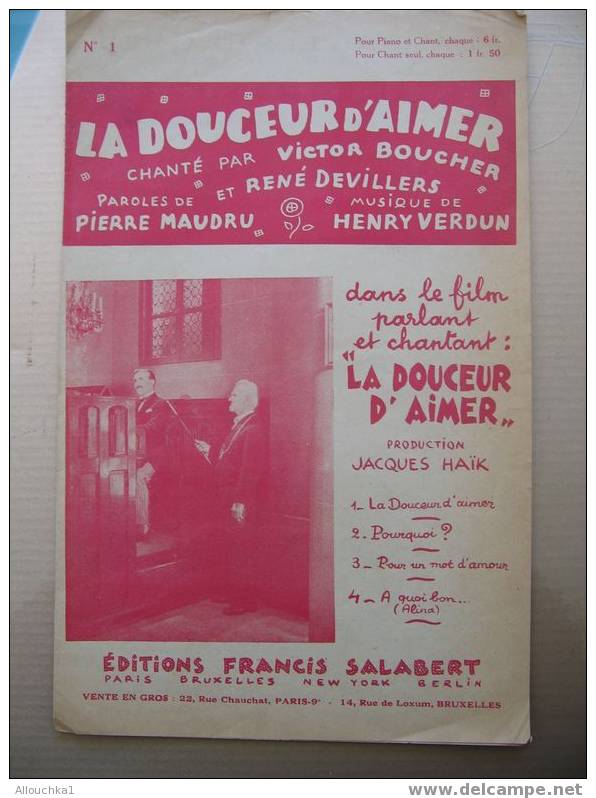 N° 1
Pour Piano et Chant, chaque : 6 fr.
Pour Chant seul, chaque : 1 fr. 50
LA DOUCEUR D'AIMER
CHANTÉ PAR VICTOR BOUCHER
ET RENÉ DEVILLERS
PAROLES DE
PIERRE MAUDRU
MUSIQUE DE
HENRY VERDUN
dans le film
parlant
et chantant :
"LA DOUCEUR
D'AIMER"
PRODUCTION
JACQUES HAÏK
1_ La Douceur d'aimer
2_ Pourquoi ?
3_ Pour un mot d'amour
4_ A quoi bon...
(Alina)
ÉDITIONS FRANCIS SALABERT
PARIS BRUXELLES NEW YORK BERLIN
VENTE EN GROS : 22, Rue Chauchat, PARIS-9e - 14, Rue de Loxum, BRUXELLES
Allouchka1
www.delcampe.net